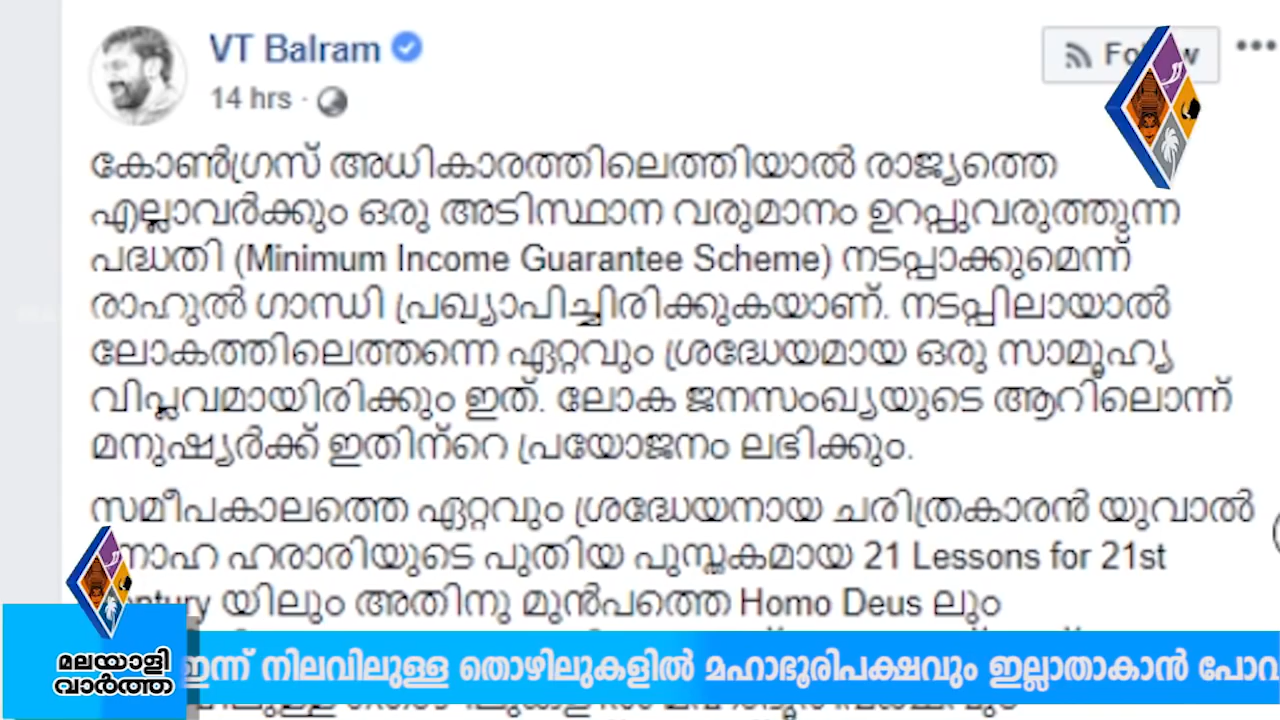 VT Balram
14 hrs ·
കോൺഗ്രസ് അധികാരത്തിലെത്തിയാൽ രാജ്യത്തെ
എല്ലാവർക്കും ഒരു അടിസ്ഥാന വരുമാനം ഉറപ്പുവരുത്തുന്ന
പദ്ധതി (Minimum Income Guarantee Scheme) നടപ്പാക്കുമെന്ന്
രാഹുൽ ഗാന്ധി പ്രഖ്യാപിച്ചിരിക്കുകയാണ്. നടപ്പിലായാൽ
ലോകത്തിലെത്തന്നെ ഏറ്റവും ശ്രദ്ധേയമായ ഒരു സാമൂഹ്യ
വിപ്ലവമായിരിക്കും ഇത്. ലോക ജനസംഖ്യയുടെ ആറിലൊന്ന്
മനുഷ്യർക്ക് ഇതിന്റെ പ്രയോജനം ലഭിക്കും.
സമീപകാലത്തെ ഏറ്റവും ശ്രദ്ധേയനായ ചരിത്രകാരൻ യുവാൽ
ഹരാരിയുടെ പുതിയ പുസ്തകമായ 21 Lessons for 21st
യിലും അതിനു മുൻപത്തെ Homo Deus ലും
മലയാളി
വാർത്ത
ഇന്ന് നിലവിലുള്ള തൊഴിലുകളിൽ മഹാഭൂരിപക്ഷവും ഇല്ലാതാകാൻ